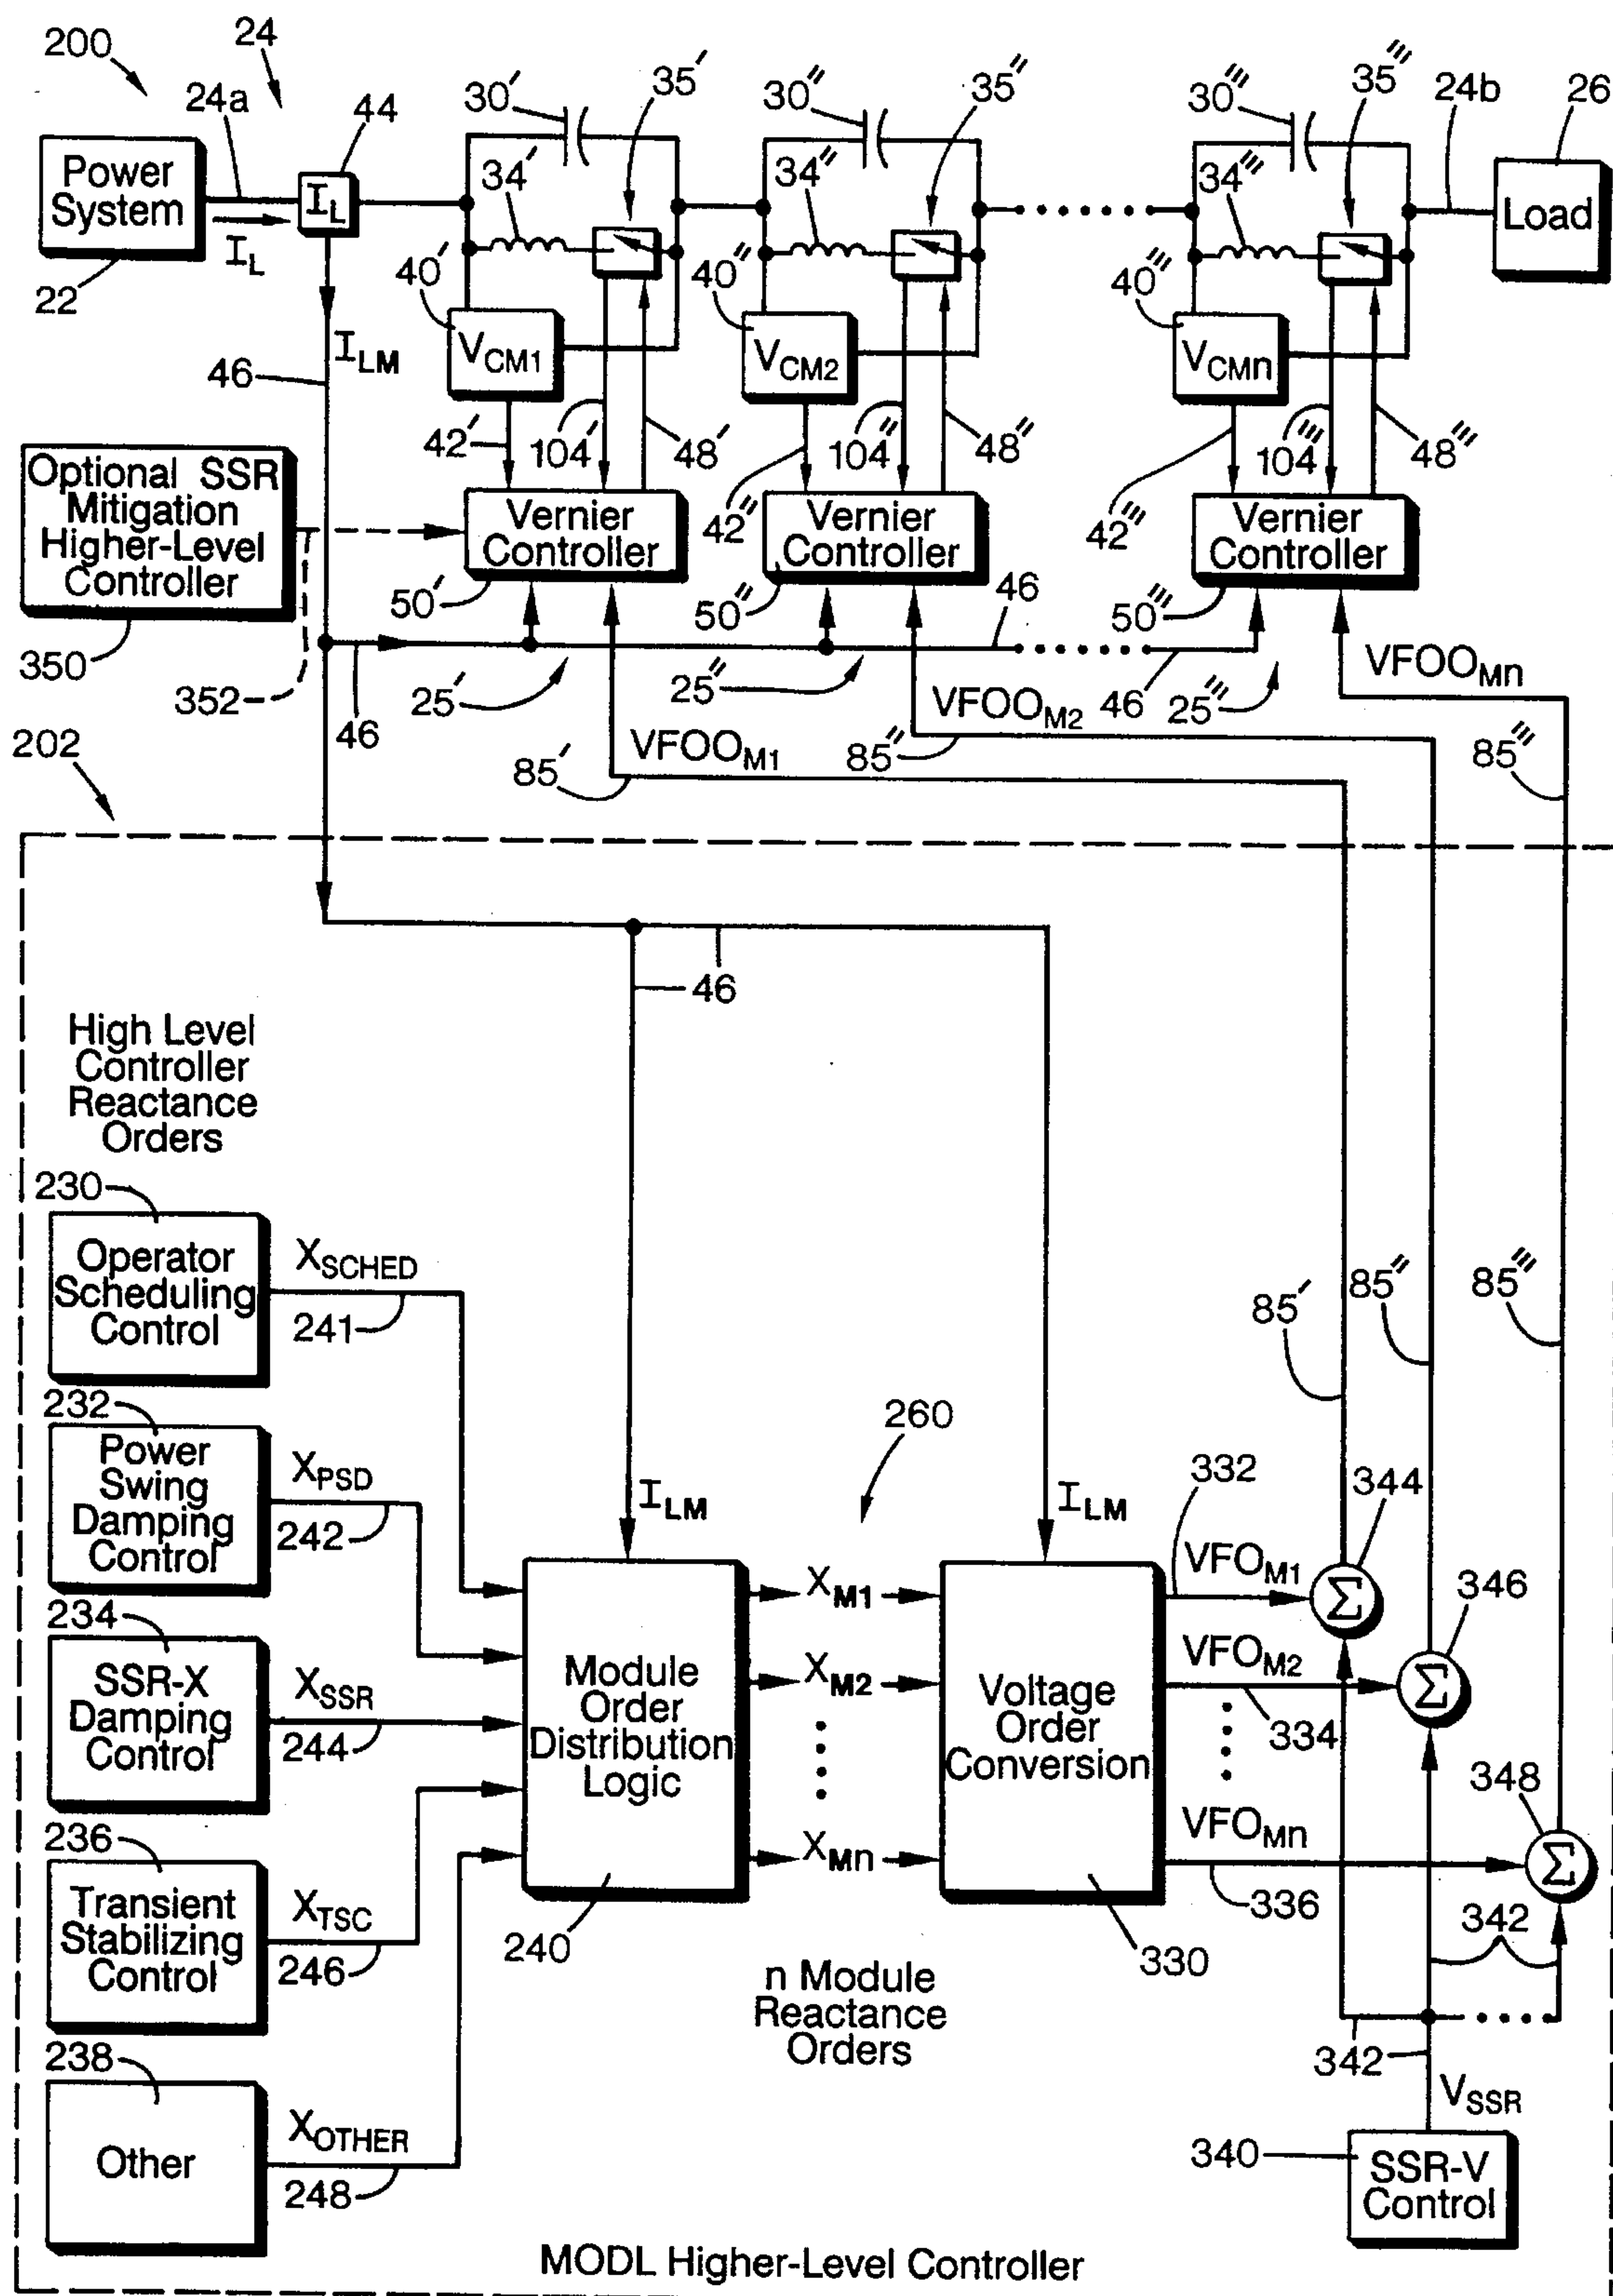 200
24
24a
44
30′
35′
30″
35″
30‴
35‴
24b
26
Power
System
I_L
34′
34″
34‴
Load
I_L
22
40′
40″
40‴
V_CM1
V_CM2
V_CMn
I_LM
46
42′
104′
48′
42″
104″
48″
42‴
104‴
48‴
Optional SSR
Mitigation
Higher-Level
Controller
Vernier
Controller
Vernier
Controller
Vernier
Controller
50′
50″
46
50‴
350
352
46
25′
25″
46
25‴
VFOO_M1
VFOO_M2
VFOO_Mn
202
85′
85″
85‴
46
High Level
Controller
Reactance
Orders
230
Operator
Scheduling
Control
X_SCHED
241
85′
85″
85‴
232
Power
Swing
Damping
Control
X_PSD
242
I_LM
260
I_LM
332
344
234
SSR-X
Damping
Control
X_SSR
244
Module
Order
Distribution
Logic
X_M1
X_M2
X_Mn
Voltage
Order
Conversion
VFO_M1
Σ
346
VFO_M2
Σ
334
348
VFO_Mn
Σ
336
236
Transient
Stabilizing
Control
X_TSC
246
240
330
342
n Module
Reactance
Orders
342
238
Other
X_OTHER
248
V_SSR
340
SSR-V
Control
MODL Higher-Level Controller